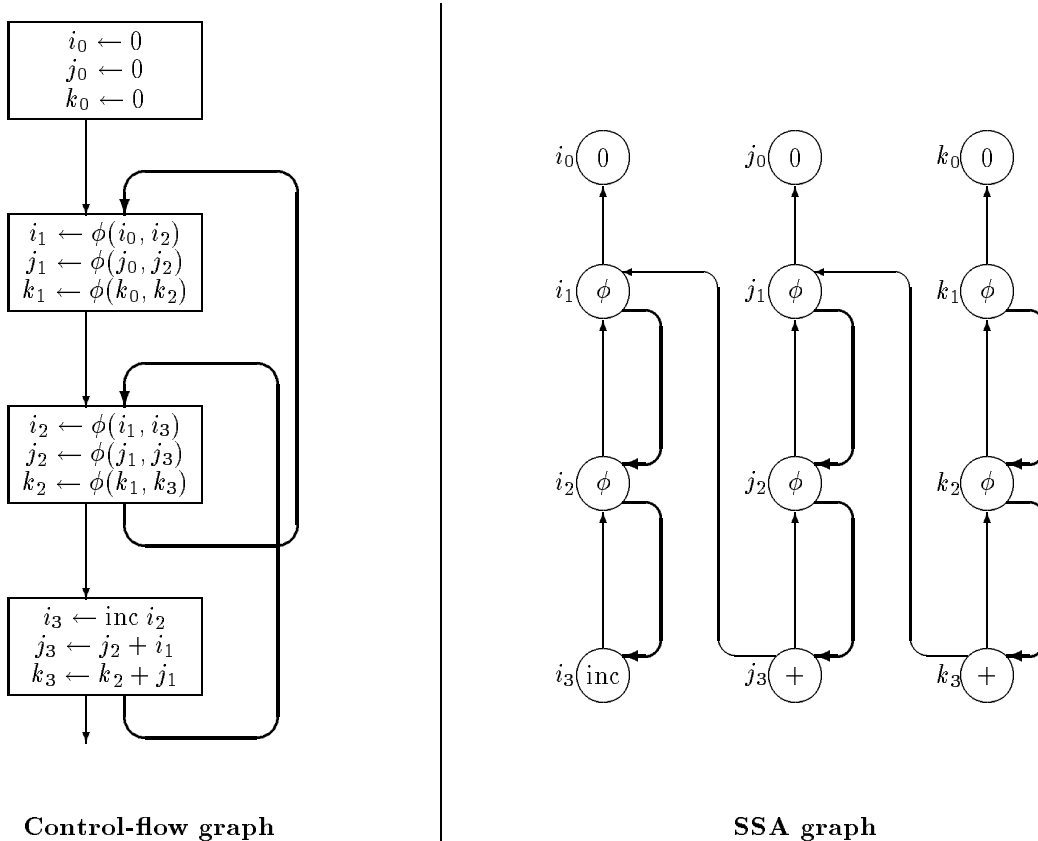 i₀ ← 0
j₀ ← 0
k₀ ← 0
i₁ ← ϕ(i₀, i₂)
j₁ ← ϕ(j₀, j₂)
k₁ ← ϕ(k₀, k₂)
i₂ ← ϕ(i₁, i₃)
j₂ ← ϕ(j₁, j₃)
k₂ ← ϕ(k₁, k₃)
i₃ ← inc i₂
j₃ ← j₂ + i₁
k₃ ← k₂ + j₁
Control-flow graph
i₀ 0 j₀ 0 k₀ 0
i₁ ϕ j₁ ϕ k₁ ϕ
i₂ ϕ j₂ ϕ k₂ ϕ
i₃ inc j₃ + k₃ +
SSA graph